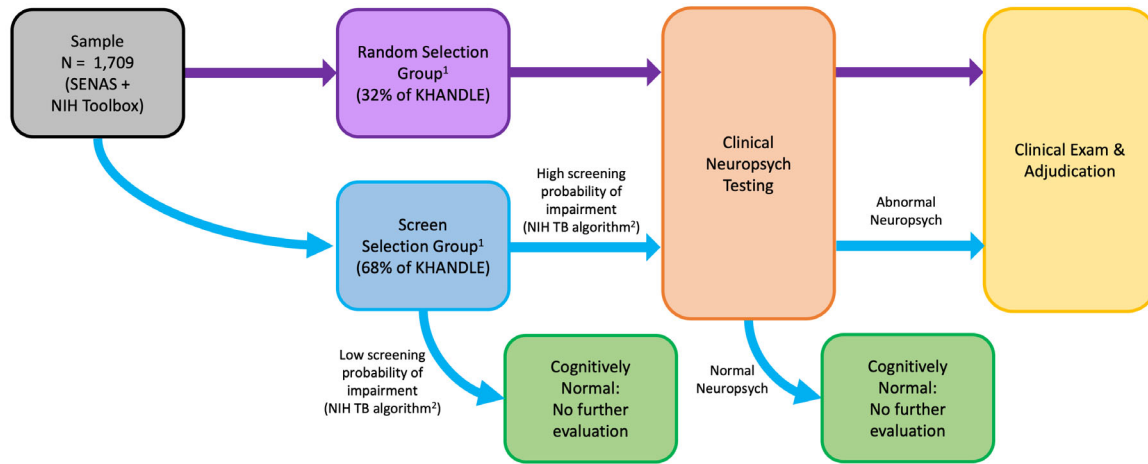 Sample
N = 1,709
(SENAS +
NIH Toolbox)
Random Selection
Group¹
(32% of KHANDLE)
Clinical
Neuropsych
Testing
Clinical Exam &
Adjudication
High screening
probability of
impairment
(NIH TB algorithm²)
Abnormal
Neuropsych
Screen
Selection Group¹
(68% of KHANDLE)
Low screening
probability of
impairment
(NIH TB algorithm²)
Cognitively
Normal:
No further
evaluation
Normal
Neuropsych
Cognitively
Normal:
No further
evaluation